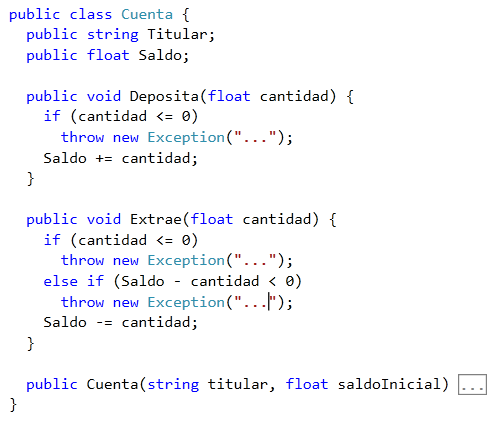 public class Cuenta {
  public string Titular;
  public float Saldo;

  public void Deposita(float cantidad) {
    if (cantidad <= 0)
      throw new Exception("...");
    Saldo += cantidad;
  }

  public void Extrae(float cantidad) {
    if (cantidad <= 0)
      throw new Exception("...");
    else if (Saldo - cantidad < 0)
      throw new Exception("...");
    Saldo -= cantidad;
  }

  public Cuenta(string titular, float saldoInicial) ...
}